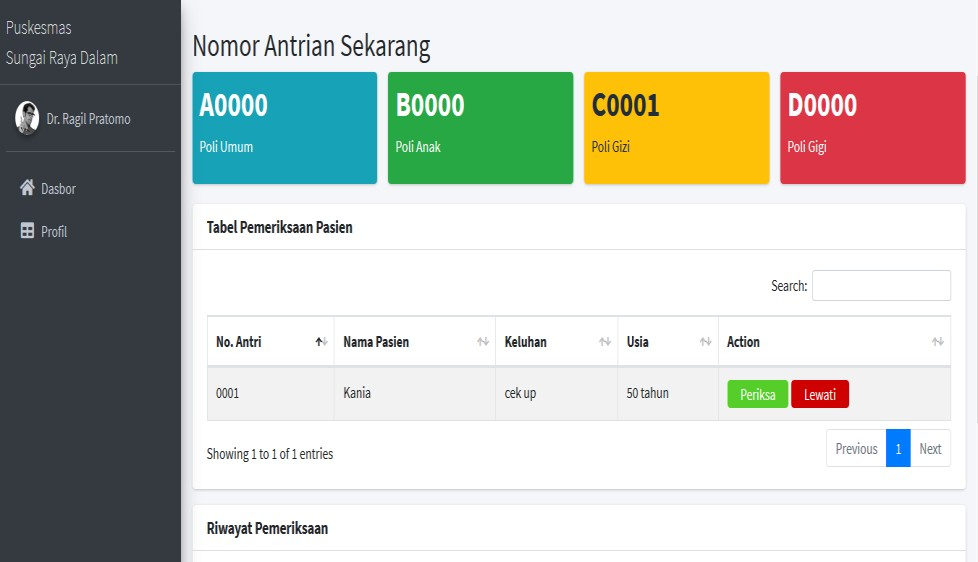 Puskesmas
Sungai Raya Dalam
Dr. Ragil Pratomo
Dasbor
Profil
Nomor Antrian Sekarang
A0000
Poli Umum
B0000
Poli Anak
C0001
Poli Gizi
D0000
Poli Gigi
Tabel Pemeriksaan Pasien
Search:
No. Antri Nama Pasien Keluhan Usia Action
0001 Kania cek up 50 tahun Periksa Lewati
Showing 1 to 1 of 1 entries
Previous 1 Next
Riwayat Pemeriksaan